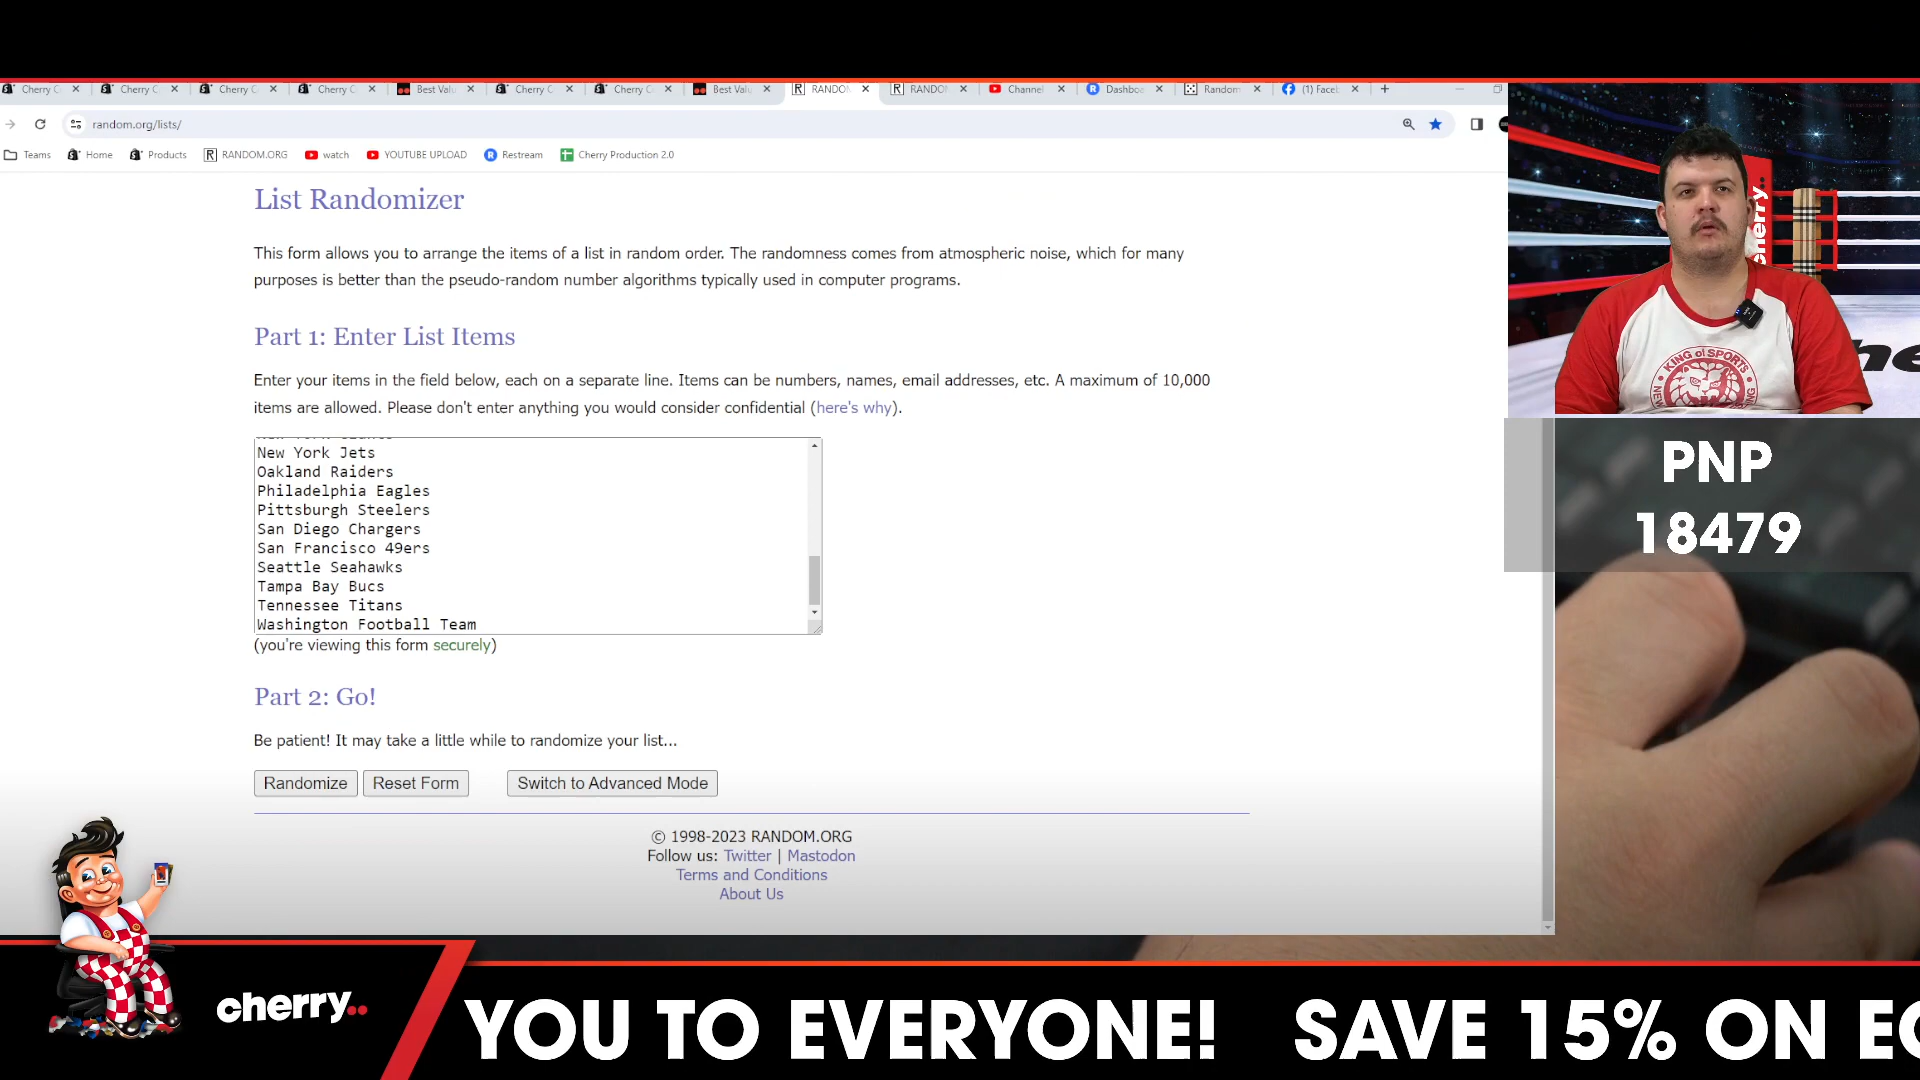 Cherry C
Cherry C
Cherry C
Cherry C
Best Valu
Cherry C
Cherry C
Best Valu
RANDO
RANDO
Channel
Dashbo
Random
(1) Face
random.org/lists/
Teams
Home
Products
RANDOM.ORG
watch
YOUTUBE UPLOAD
Restream
Cherry Production 2.0
List Randomizer
This form allows you to arrange the items of a list in random order. The randomness comes from atmospheric noise, which for many
purposes is better than the pseudo-random number algorithms typically used in computer programs.
Part 1: Enter List Items
Enter your items in the field below, each on a separate line. Items can be numbers, names, email addresses, etc. A maximum of 10,000
items are allowed. Please don't enter anything you would consider confidential (here's why).
New York Jets
Oakland Raiders
Philadelphia Eagles
Pittsburgh Steelers
San Diego Chargers
San Francisco 49ers
Seattle Seahawks
Tampa Bay Bucs
Tennessee Titans
Washington Football Team
(you're viewing this form securely)
Part 2: Go!
Be patient! It may take a little while to randomize your list...
Randomize
Reset Form
Switch to Advanced Mode
© 1998-2023 RANDOM.ORG
Follow us: Twitter | Mastodon
Terms and Conditions
About Us
cherry..
KING of SPORTS
NEW
PNP
18479
cherry..
YOU TO EVERYONE! SAVE 15% ON